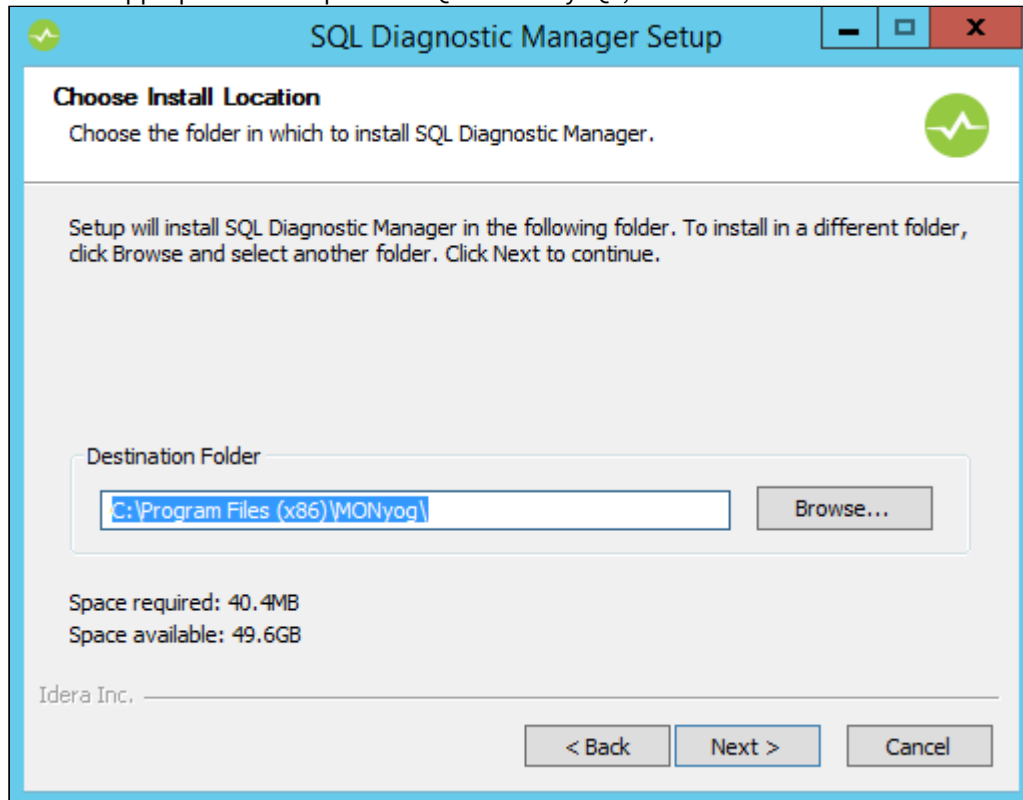 SQL Diagnostic Manager Setup
Choose Install Location
Choose the folder in which to install SQL Diagnostic Manager.
Setup will install SQL Diagnostic Manager in the following folder. To install in a different folder,
click Browse and select another folder. Click Next to continue.
Destination Folder
C:\Program Files (x86)\MONyog\
Browse...
Space required: 40.4MB
Space available: 49.6GB
Idera Inc.
< Back
Next >
Cancel